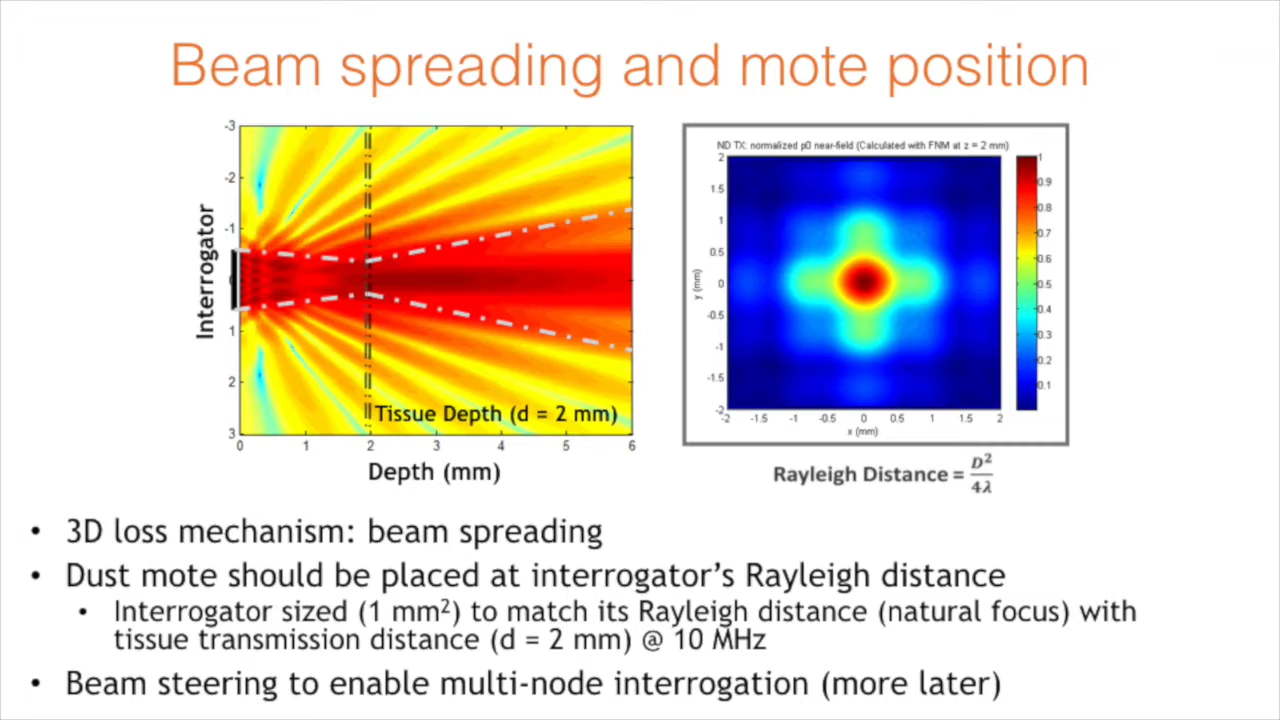 Beam spreading and mote position
-3
-2
-1
1
2
3
0 1 2 3 4 5 6
Interrogator
Tissue Depth (d = 2 mm)
Depth (mm)
ND TX: normalized p0 near-field (Calculated with FNM at z = 2 mm)
2
1.5
1
0.5
0
-0.5
-1
-1.5
-2
-2 -1.5 -1 -0.5 0 0.5 1 1.5 2
y (mm)
x (mm)
1
0.9
0.8
0.7
0.6
0.5
0.4
0.3
0.2
0.1
Rayleigh Distance = D²/4λ
• 3D loss mechanism: beam spreading
• Dust mote should be placed at interrogator's Rayleigh distance
• Interrogator sized (1 mm²) to match its Rayleigh distance (natural focus) with
tissue transmission distance (d = 2 mm) @ 10 MHz
• Beam steering to enable multi-node interrogation (more later)